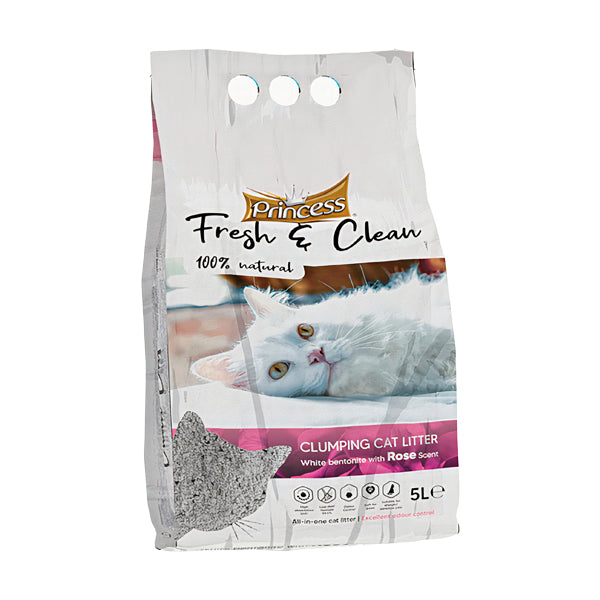 Princess®
Fresh & Clean
100% natural
CLUMPING CAT LITTER
White bentonite with Rose Scent
5L℮
All-in-one cat litter | Excellent odour control